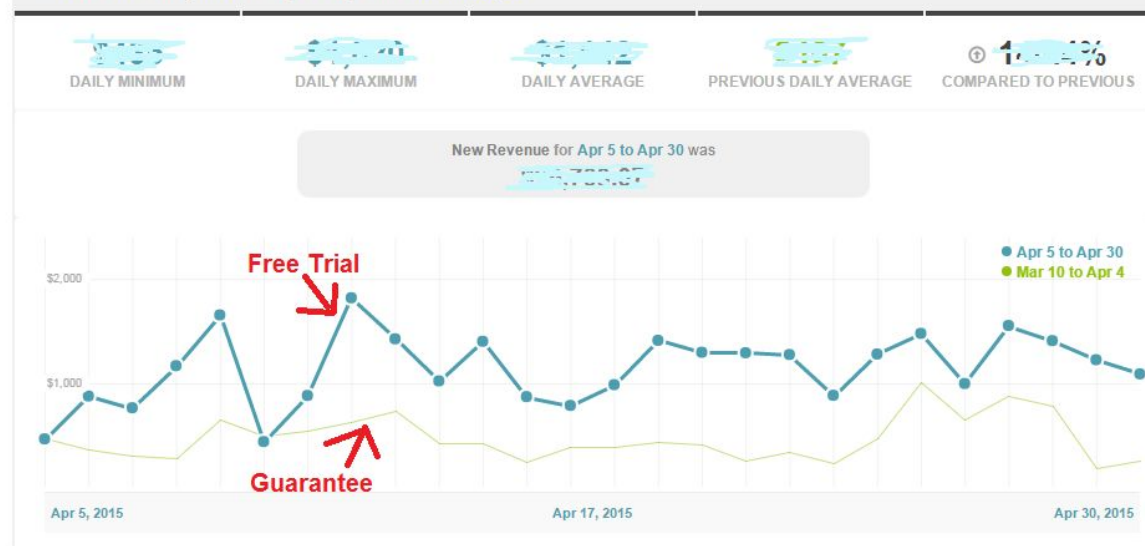 DAILY MINIMUM
DAILY MAXIMUM
DAILY AVERAGE
PREVIOUS DAILY AVERAGE
COMPARED TO PREVIOUS
New Revenue for Apr 5 to Apr 30 was
Free Trial
Apr 5 to Apr 30
Mar 10 to Apr 4
$2,000
$1,000
Guarantee
Apr 5, 2015
Apr 17, 2015
Apr 30, 2015